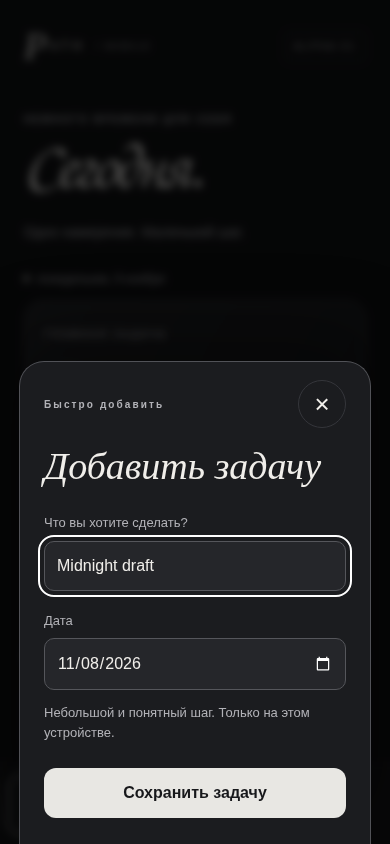 Сегодня.
Быстро добавить
Добавить задачу
Что вы хотите сделать?
Midnight draft
Дата
11/08/2026
Небольшой и понятный шаг. Только на этом
устройстве.
Сохранить задачу